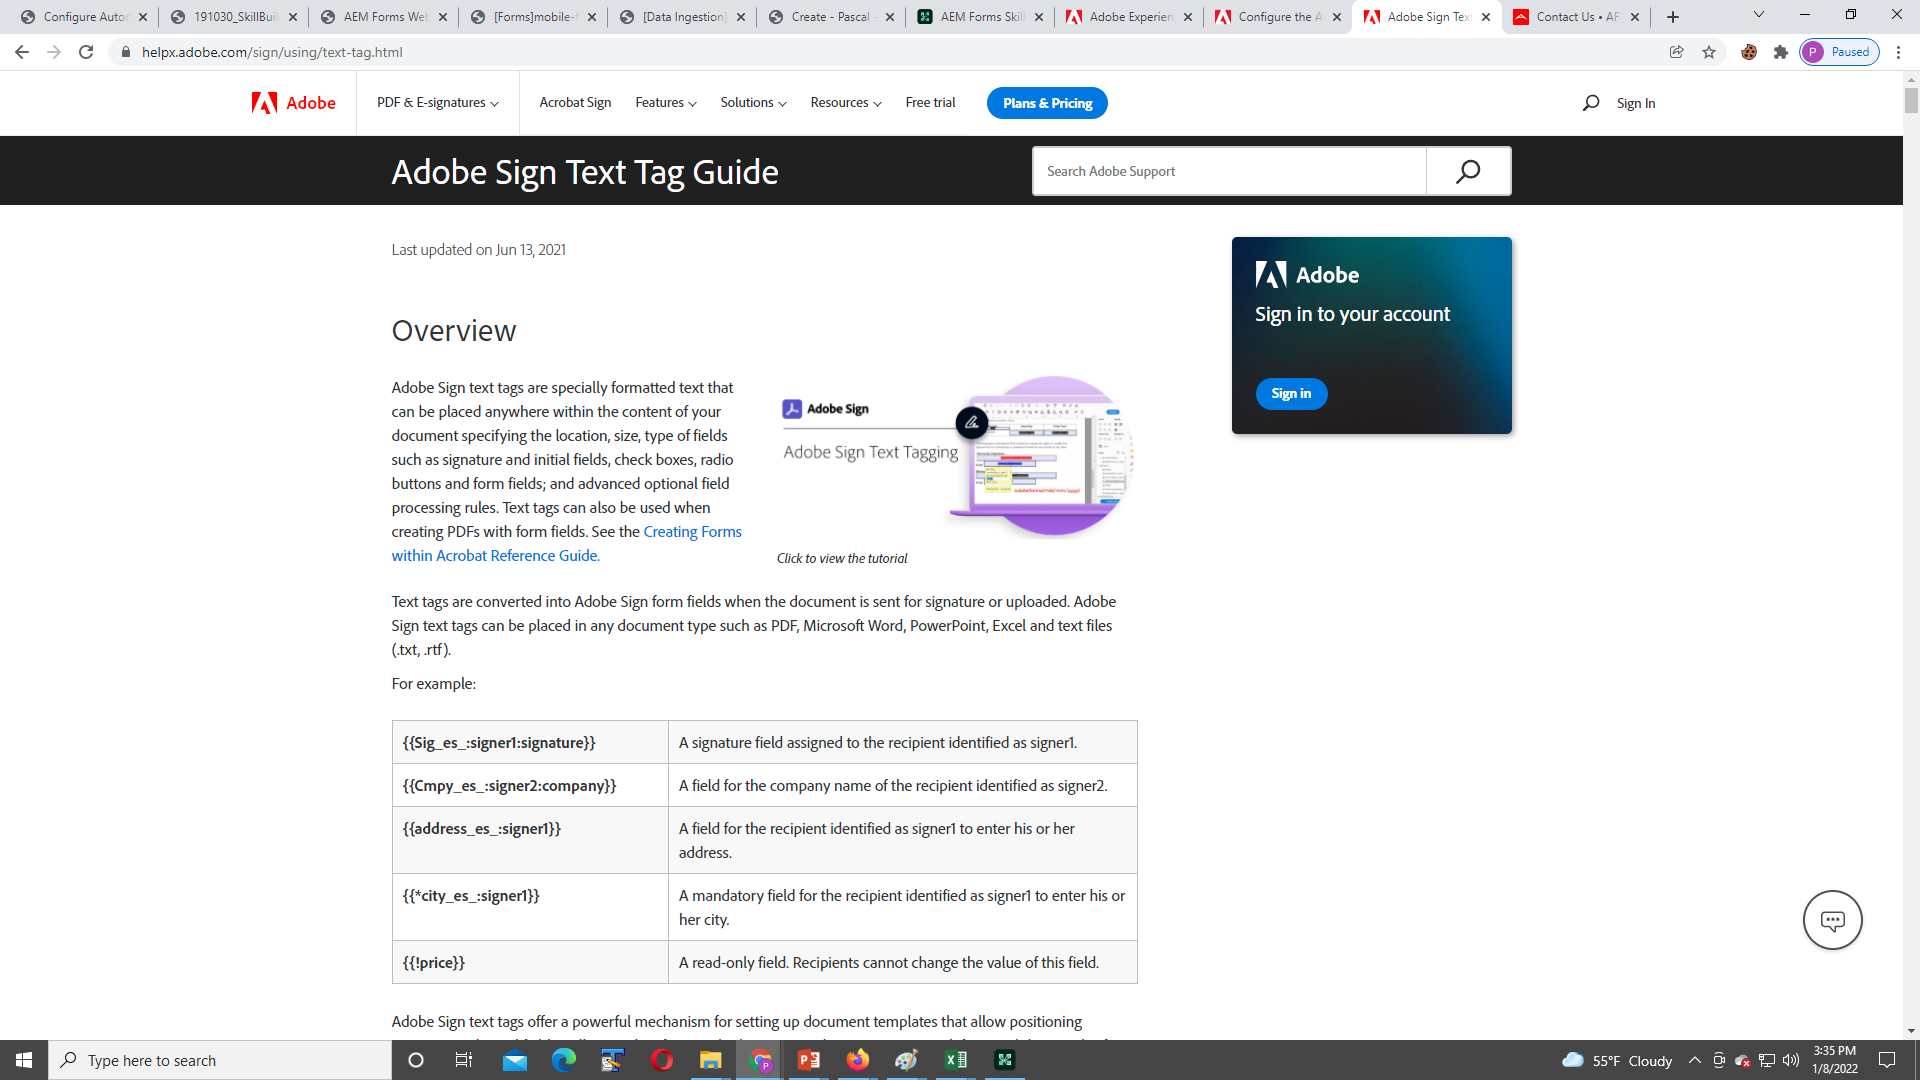 Configure Autor
191030_SkillBuil
AEM Forms Web
[Forms]mobile-f
[Data Ingestion]
Create - Pascal -
AEM Forms Skil
Adobe Experien
Configure the A
Adobe Sign Text
Contact Us • AF
helpx.adobe.com/sign/using/text-tag.html
P Paused
Adobe
PDF & E-signatures
Acrobat Sign
Features
Solutions
Resources
Free trial
Plans & Pricing
Sign In
Adobe Sign Text Tag Guide
Search Adobe Support
Last updated on Jun 13, 2021
Adobe
Sign in to your account
Sign in
Overview
Adobe Sign text tags are specially formatted text that
can be placed anywhere within the content of your
document specifying the location, size, type of fields
such as signature and initial fields, check boxes, radio
buttons and form fields; and advanced optional field
processing rules. Text tags can also be used when
creating PDFs with form fields. See the Creating Forms
within Acrobat Reference Guide.
Adobe Sign
Adobe Sign Text Tagging
Click to view the tutorial
Text tags are converted into Adobe Sign form fields when the document is sent for signature or uploaded. Adobe
Sign text tags can be placed in any document type such as PDF, Microsoft Word, PowerPoint, Excel and text files
(.txt, .rtf).
For example:
{{Sig_es_:signer1:signature}} A signature field assigned to the recipient identified as signer1.
{{Cmpy_es_:signer2:company}} A field for the company name of the recipient identified as signer2.
{{address_es_:signer1}} A field for the recipient identified as signer1 to enter his or her
address.
{{*city_es_:signer1}} A mandatory field for the recipient identified as signer1 to enter his or
her city.
{{!price}} A read-only field. Recipients cannot change the value of this field.
Adobe Sign text tags offer a powerful mechanism for setting up document templates that allow positioning
Type here to search
55°F Cloudy
3:35 PM
1/8/2022